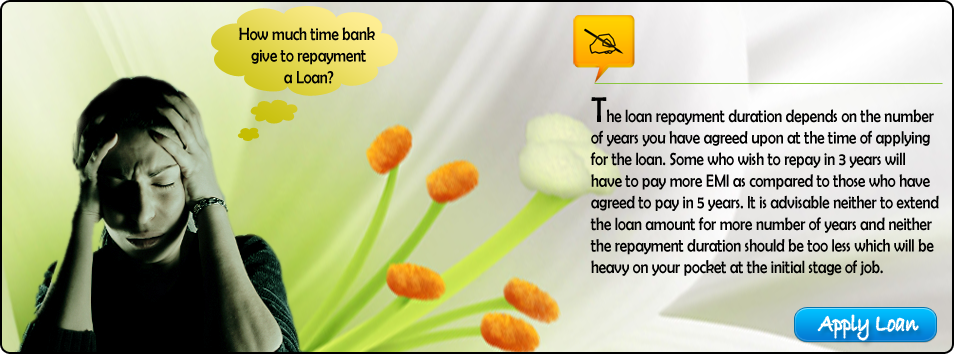 How much time bank
give to repayment
a Loan?
The loan repayment duration depends on the number
of years you have agreed upon at the time of applying
for the loan. Some who wish to repay in 3 years will
have to pay more EMI as compared to those who have
agreed to pay in 5 years. It is advisable neither to extend
the loan amount for more number of years and neither
the repayment duration should be too less which will be
heavy on your pocket at the initial stage of job.
Apply Loan